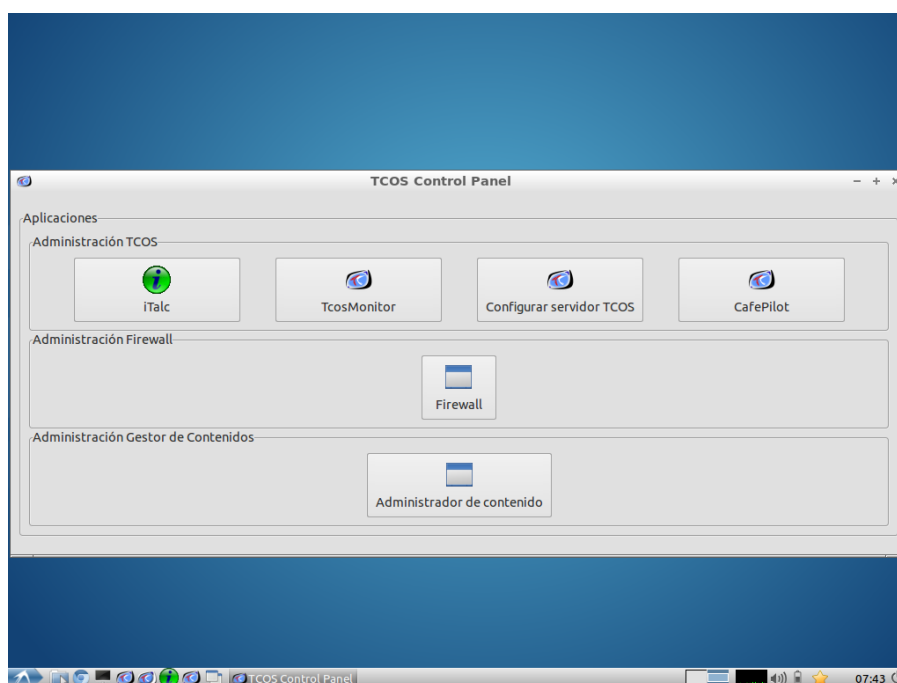 TCOS Control Panel
Aplicaciones
Administración TCOS
iTalc
TcosMonitor
Configurar servidor TCOS
CafePilot
Administración Firewall
Firewall
Administración Gestor de Contenidos
Administrador de contenido
TCOS Control Panel
07:43